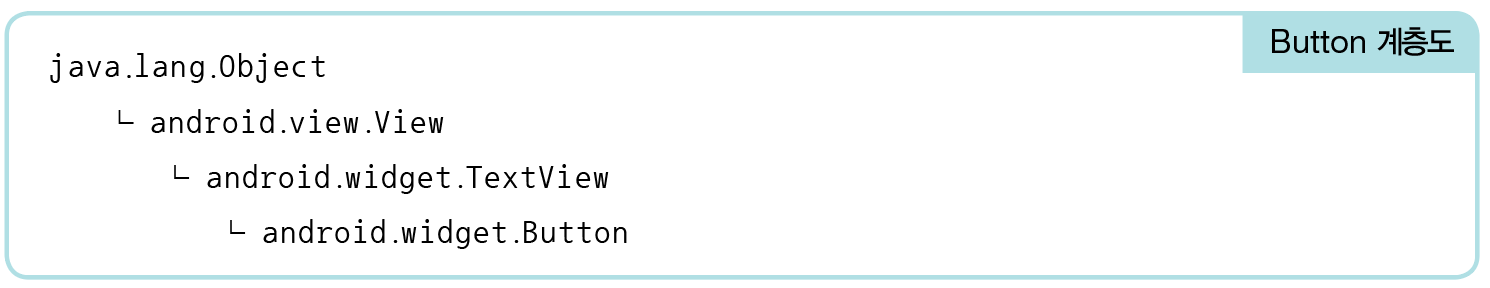 Button 계층도
java.lang.Object
└ android.view.View
└ android.widget.TextView
└ android.widget.Button